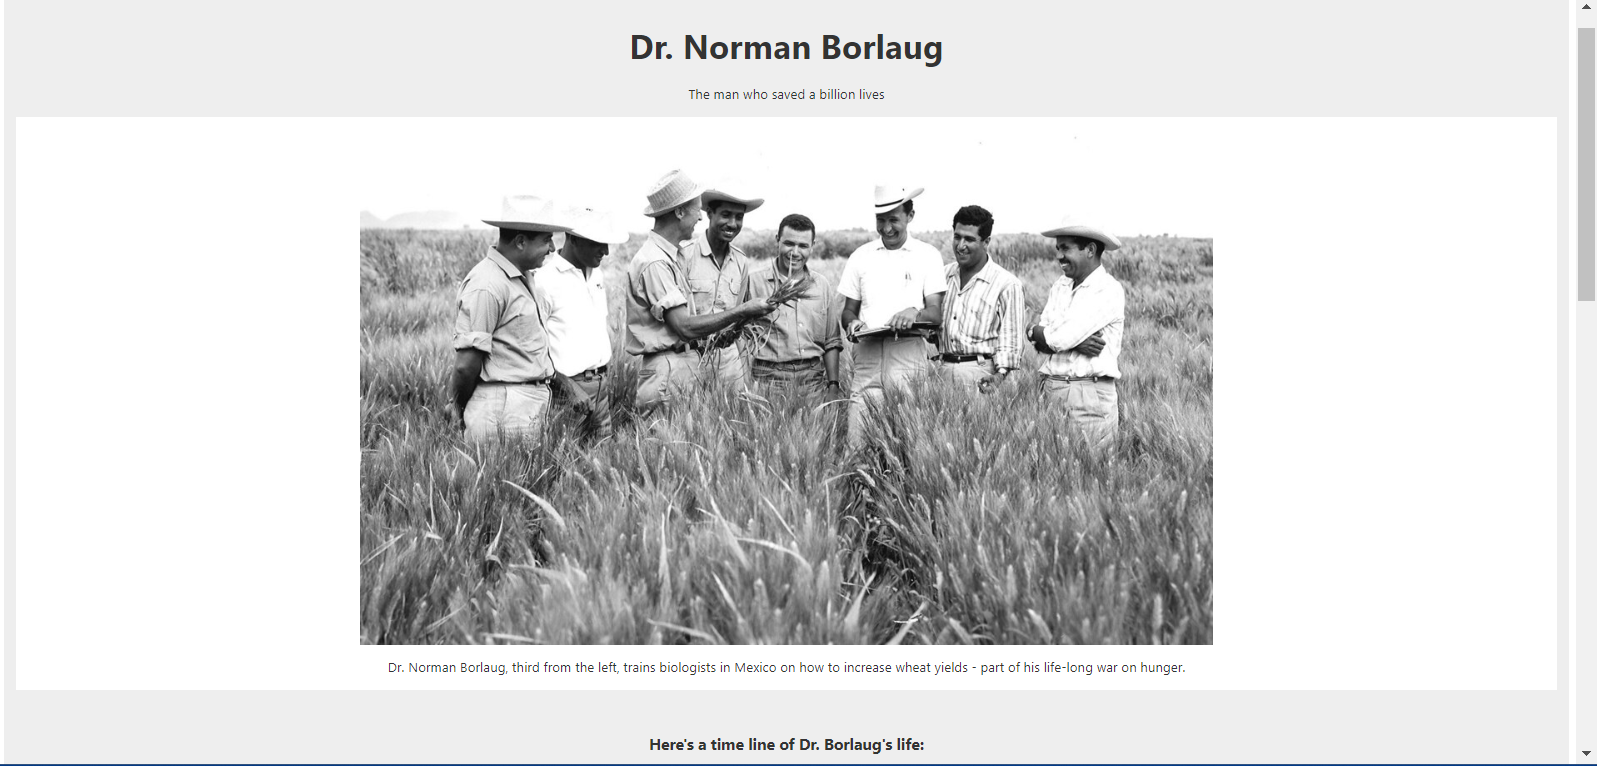 Dr. Norman Borlaug
The man who saved a billion lives
Dr. Norman Borlaug, third from the left, trains biologists in Mexico on how to increase wheat yields - part of his life-long war on hunger.
Here's a time line of Dr. Borlaug's life: